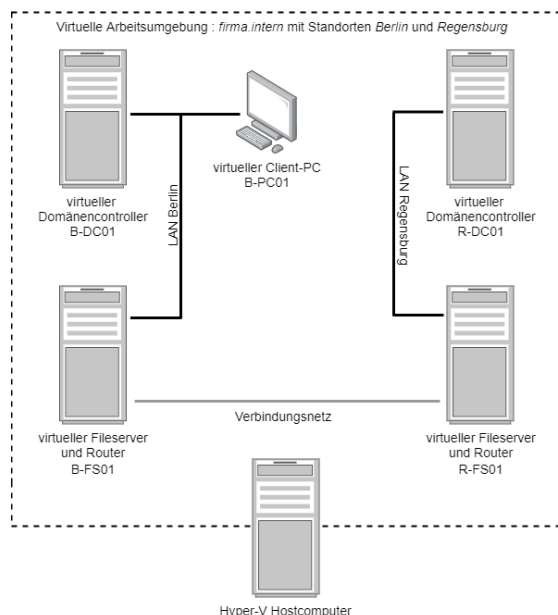 Virtuelle Arbeitsumgebung : firma.intern mit Standorten Berlin und Regensburg
virtueller
Domänencontroller
B-DC01
virtueller Client-PC
B-PC01
virtueller
Domänencontroller
R-DC01
LAN Berlin
LAN Regensburg
virtueller Fileserver
und Router
B-FS01
Verbindungsnetz
virtueller Fileserver
und Router
R-FS01
Hyper-V Hostcomputer